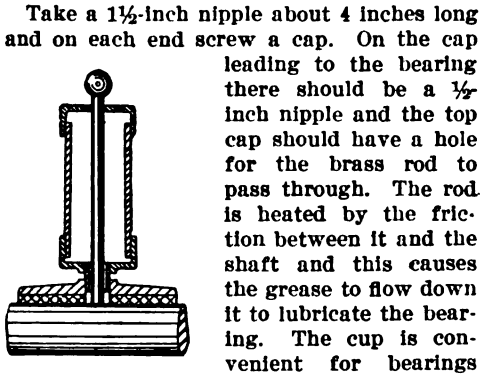 Take a 1½-inch nipple about 4 inches long
and on each end screw a cap. On the cap
leading to the bearing
there should be a ½-
inch nipple and the top
cap should have a hole
for the brass rod to
pass through. The rod
is heated by the fric-
tion between it and the
shaft and this causes
the grease to flow down
it to lubricate the bear-
ing. The cup is con-
venient for bearings